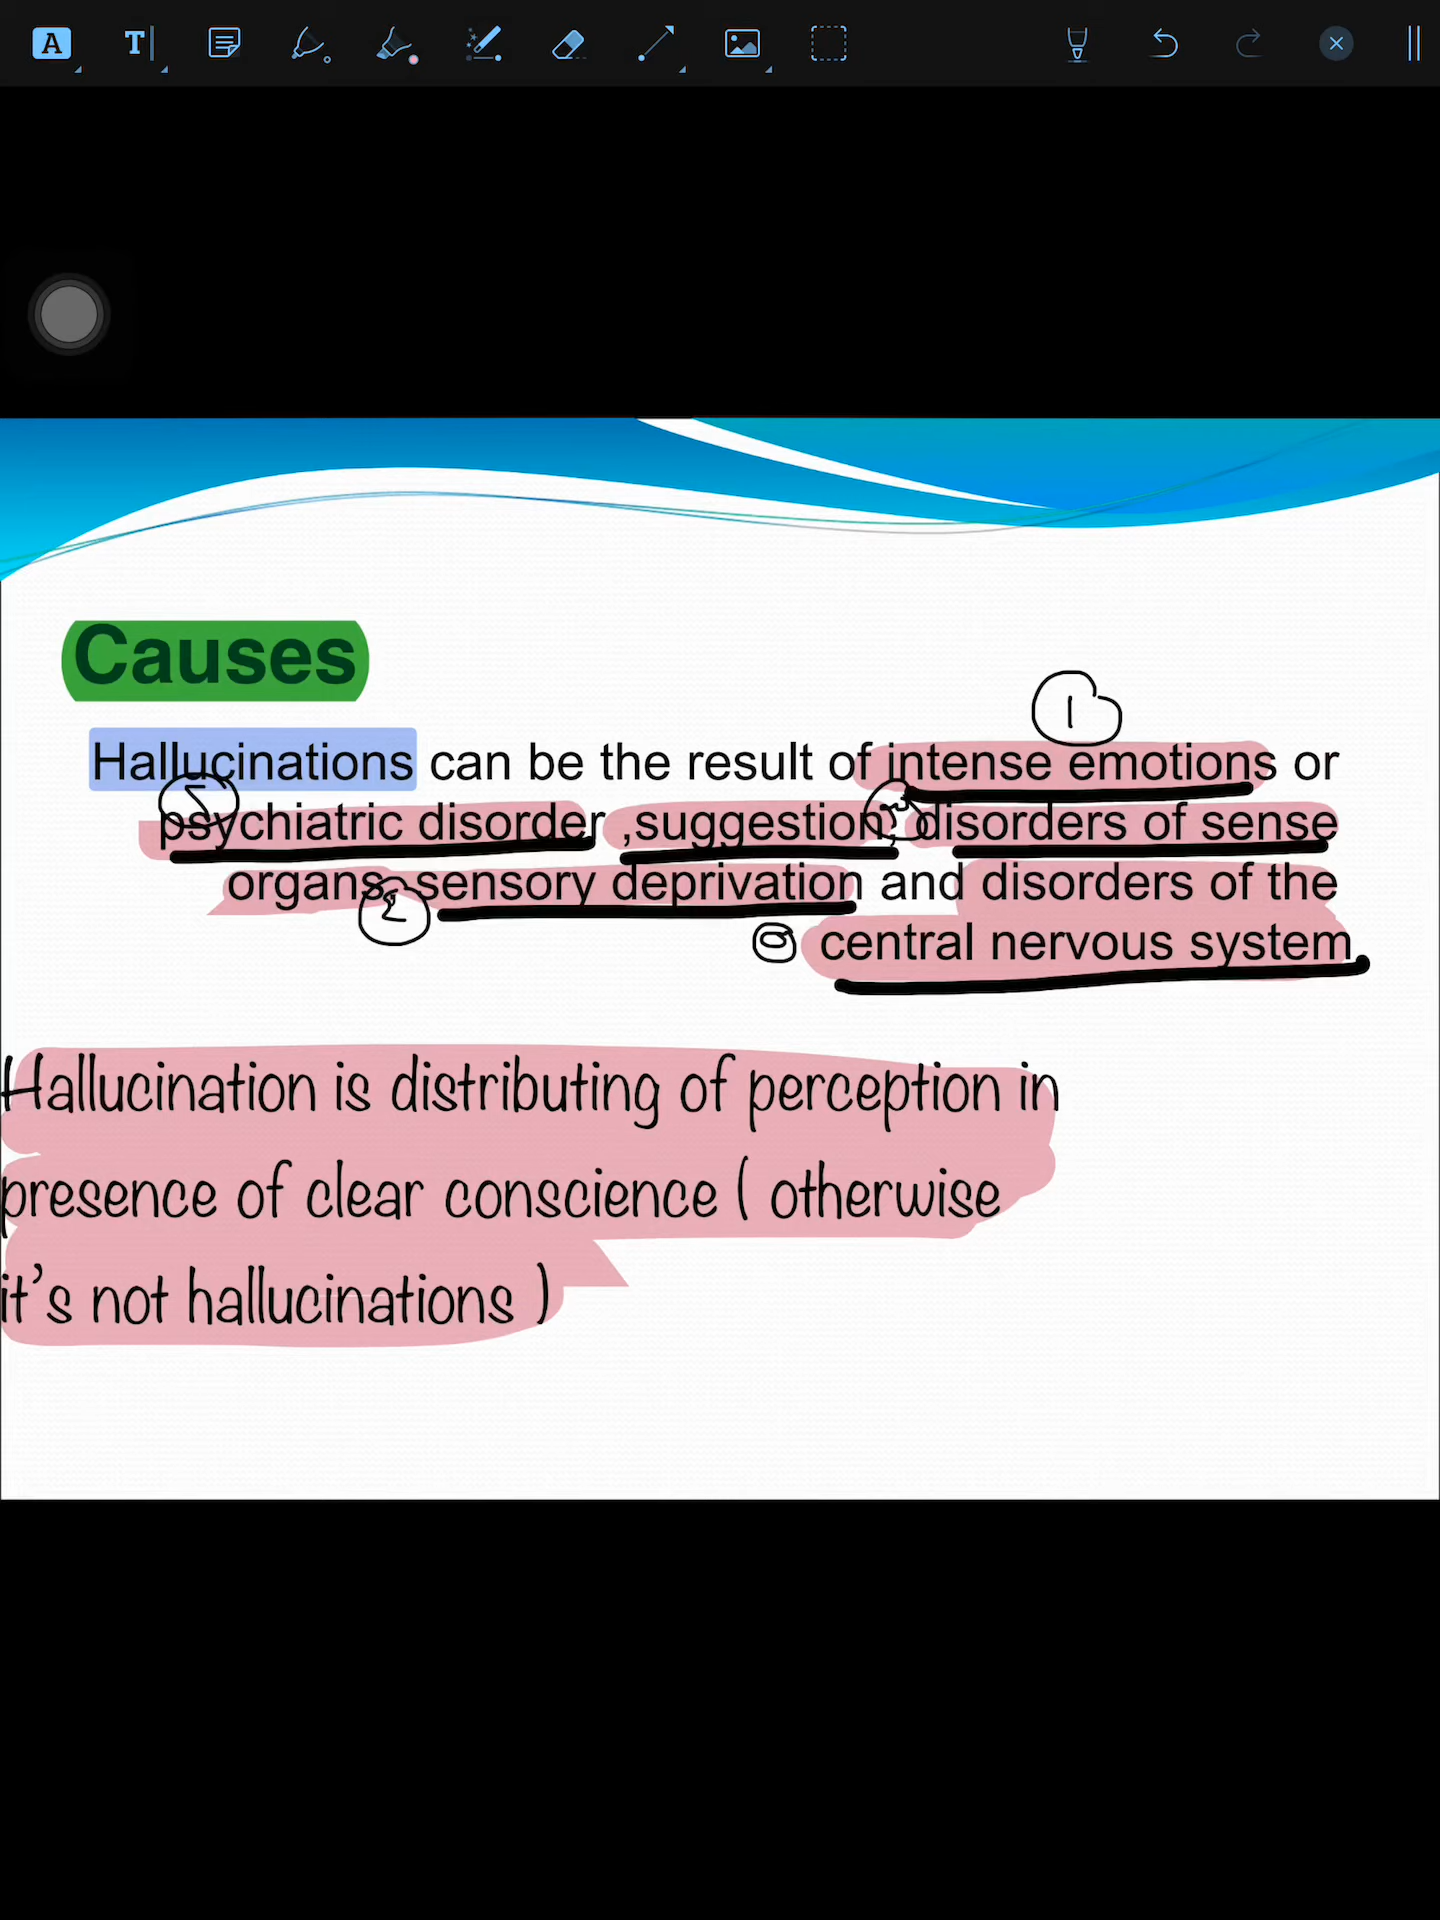 A
T
Causes
1
Hallucinations can be the result of intense emotions or
psychiatric disorder ,suggestion, disorders of sense
organs, sensory deprivation and disorders of the
2
central nervous system.
Hallucination is distributing of perception in
presence of clear conscience ( otherwise
it's not hallucinations )